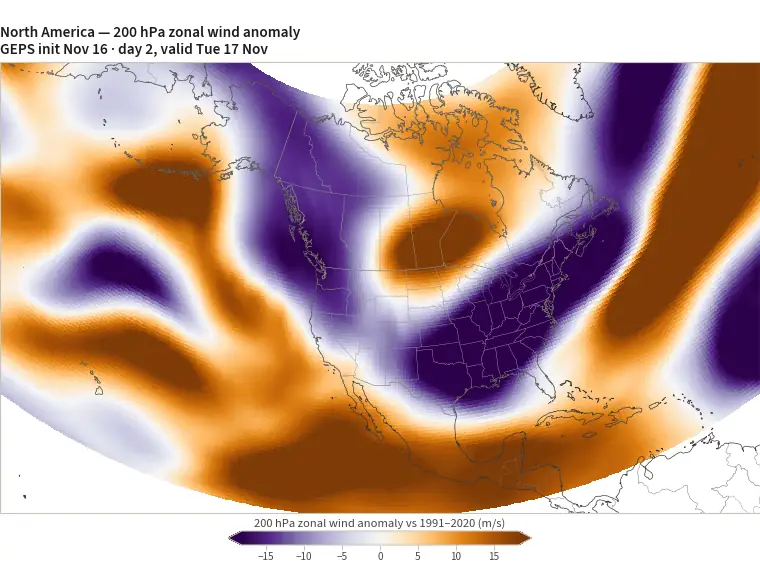 North America — 200 hPa zonal wind anomaly
GEPS init Nov 16 · day 2, valid Tue 17 Nov
200 hPa zonal wind anomaly vs 1991–2020 (m/s)
−15 −10 −5 0 5 10 15